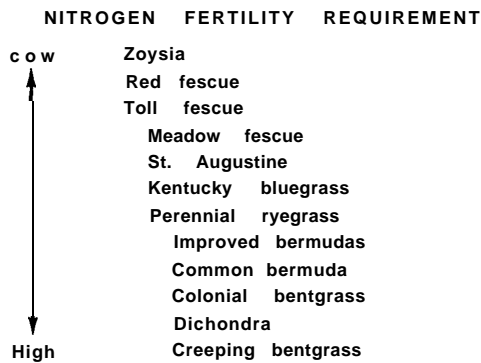 NITROGEN FERTILITY REQUIREMENT
cow Zoysia
Red fescue
Toll fescue
Meadow fescue
St. Augustine
Kentucky bluegrass
Perennial ryegrass
Improved bermudas
Common bermuda
Colonial bentgrass
Dichondra
High Creeping bentgrass